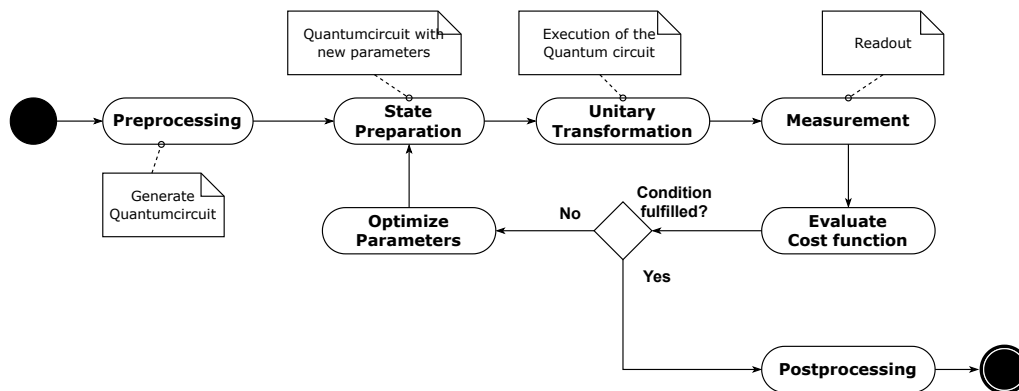 Quantumcircuit with
new parameters
Execution of the
Quantum circuit
Readout
Preprocessing
State
Preparation
Unitary
Transformation
Measurement
Generate
Quantumcircuit
Optimize
Parameters
No
Condition
fulfilled?
Evaluate
Cost function
Yes
Postprocessing